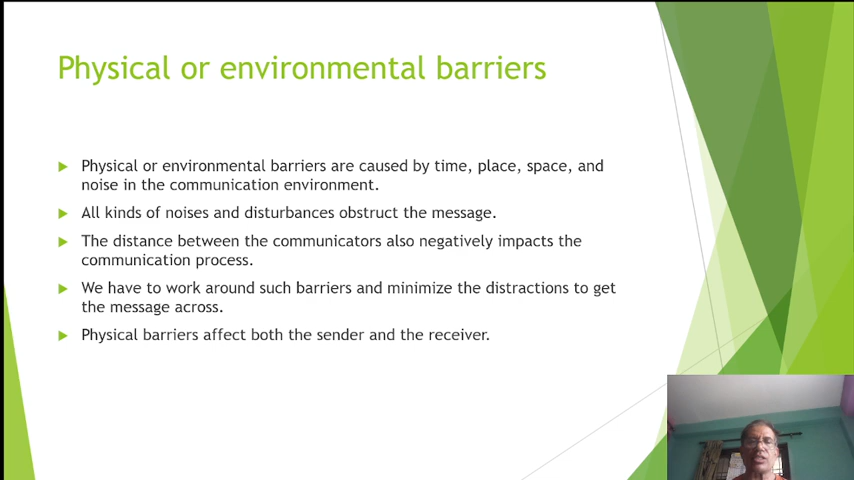 Physical or environmental barriers
Physical or environmental barriers are caused by time, place, space, and
noise in the communication environment.
All kinds of noises and disturbances obstruct the message.
The distance between the communicators also negatively impacts the
communication process.
We have to work around such barriers and minimize the distractions to get
the message across.
Physical barriers affect both the sender and the receiver.